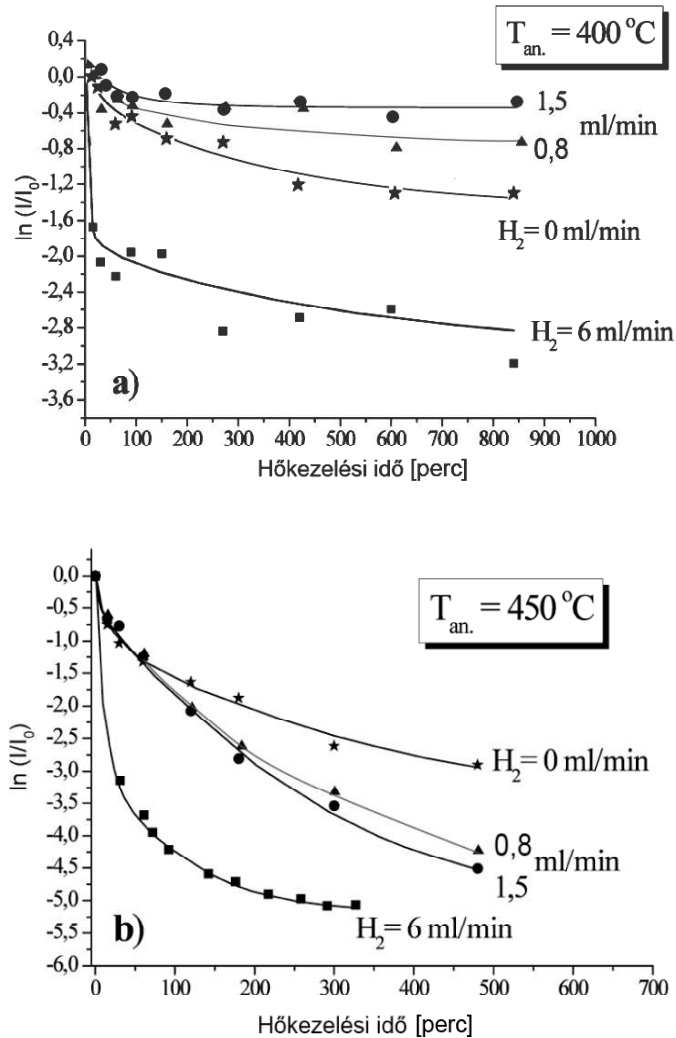 T_an. = 400 °C
0,4
0,0
-0,4
-0,8
-1,2
-1,6
-2,0
-2,4
-2,8
-3,2
-3,6
ln (I/I₀)
1,5
ml/min
0,8
H₂= 0 ml/min
H₂= 6 ml/min
a)
0 100 200 300 400 500 600 700 800 900 1000
Hőkezelési idő [perc]
T_an. = 450 °C
0,0
-0,5
-1,0
-1,5
-2,0
-2,5
-3,0
-3,5
-4,0
-4,5
-5,0
-5,5
-6,0
ln (I/I₀)
H₂= 0 ml/min
0,8
ml/min
1,5
H₂= 6 ml/min
b)
0 100 200 300 400 500 600 700
Hőkezelési idő [perc]